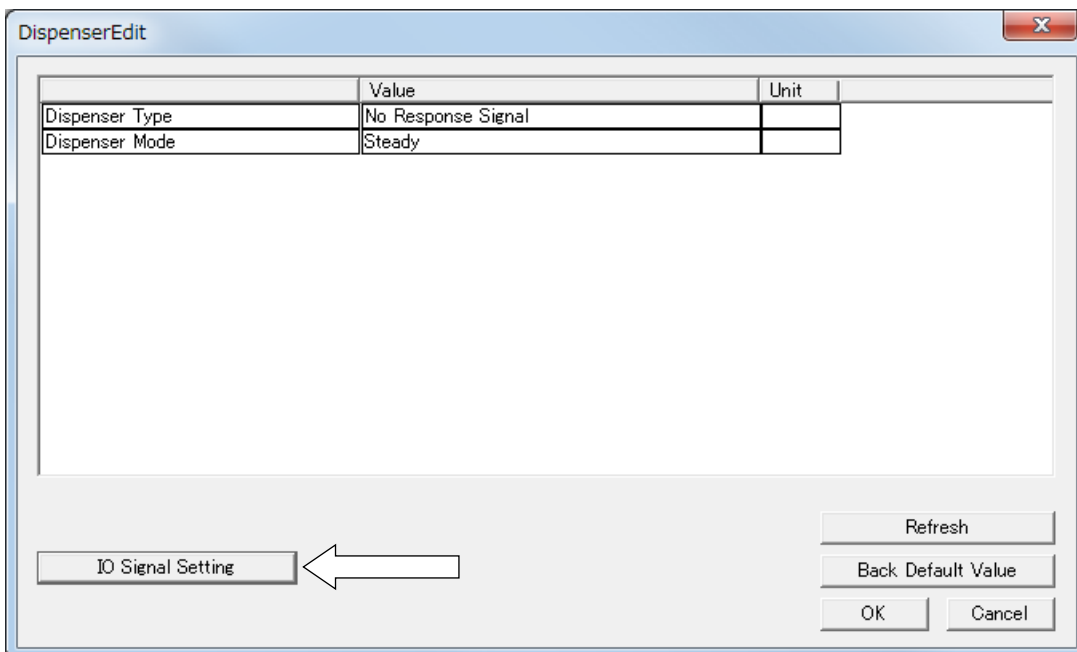 DispenserEdit
Value Unit
Dispenser Type No Response Signal
Dispenser Mode Steady
Refresh
IO Signal Setting
Back Default Value
OK Cancel